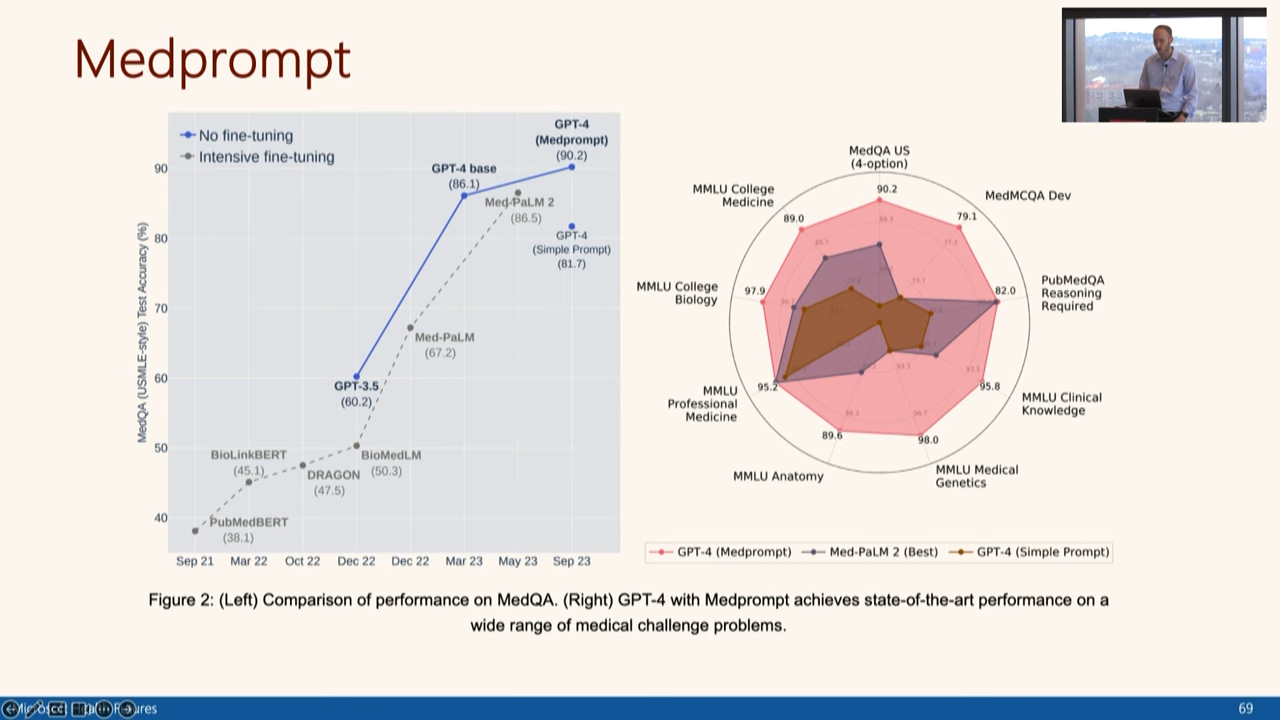 Medprompt
No fine-tuning
Intensive fine-tuning
MedQA (USMLE-style) Test Accuracy (%)
90
80
70
60
50
40
GPT-4
(Medprompt)
(90.2)
GPT-4 base
(86.1)
Med-PaLM 2
(86.5)
GPT-4
(Simple Prompt)
(81.7)
Med-PaLM
(67.2)
GPT-3.5
(60.2)
BioLinkBERT
(45.1)
DRAGON
(47.5)
BioMedLM
(50.3)
PubMedBERT
(38.1)
Sep 21 Mar 22 Oct 22 Dec 22 Dec 22 Mar 23 May 23 Sep 23
MedQA US
(4-option)
90.2
MedMCQA Dev
79.1
PubMedQA
Reasoning
Required
82.0
MMLU Clinical
Knowledge
95.8
MMLU Medical
Genetics
98.0
MMLU Anatomy
89.6
MMLU
Professional
Medicine
95.2
MMLU College
Biology
97.9
MMLU College
Medicine
89.0
GPT-4 (Medprompt) Med-PaLM 2 (Best) GPT-4 (Simple Prompt)
Figure 2: (Left) Comparison of performance on MedQA. (Right) GPT-4 with Medprompt achieves state-of-the-art performance on a
wide range of medical challenge problems.
69